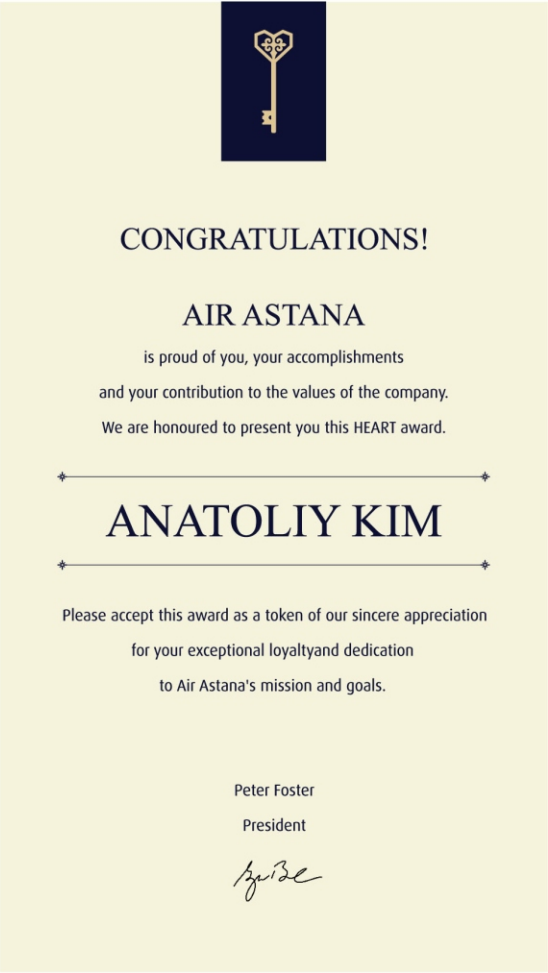 CONGRATULATIONS!
AIR ASTANA
is proud of you, your accomplishments
and your contribution to the values of the company.
We are honoured to present you this HEART award.
ANATOLIY KIM
Please accept this award as a token of our sincere appreciation
for your exceptional loyaltyand dedication
to Air Astana's mission and goals.
Peter Foster
President